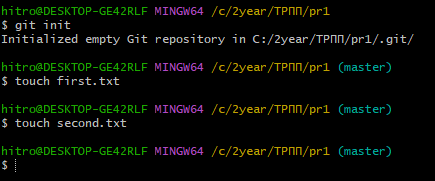 hitro@DESKTOP-GE42RLF MINGW64 /c/2year/ТРПП/pr1
$ git init
Initialized empty Git repository in C:/2year/ТРПП/pr1/.git/
hitro@DESKTOP-GE42RLF MINGW64 /c/2year/ТРПП/pr1 (master)
$ touch first.txt
hitro@DESKTOP-GE42RLF MINGW64 /c/2year/ТРПП/pr1 (master)
$ touch second.txt
hitro@DESKTOP-GE42RLF MINGW64 /c/2year/ТРПП/pr1 (master)
$